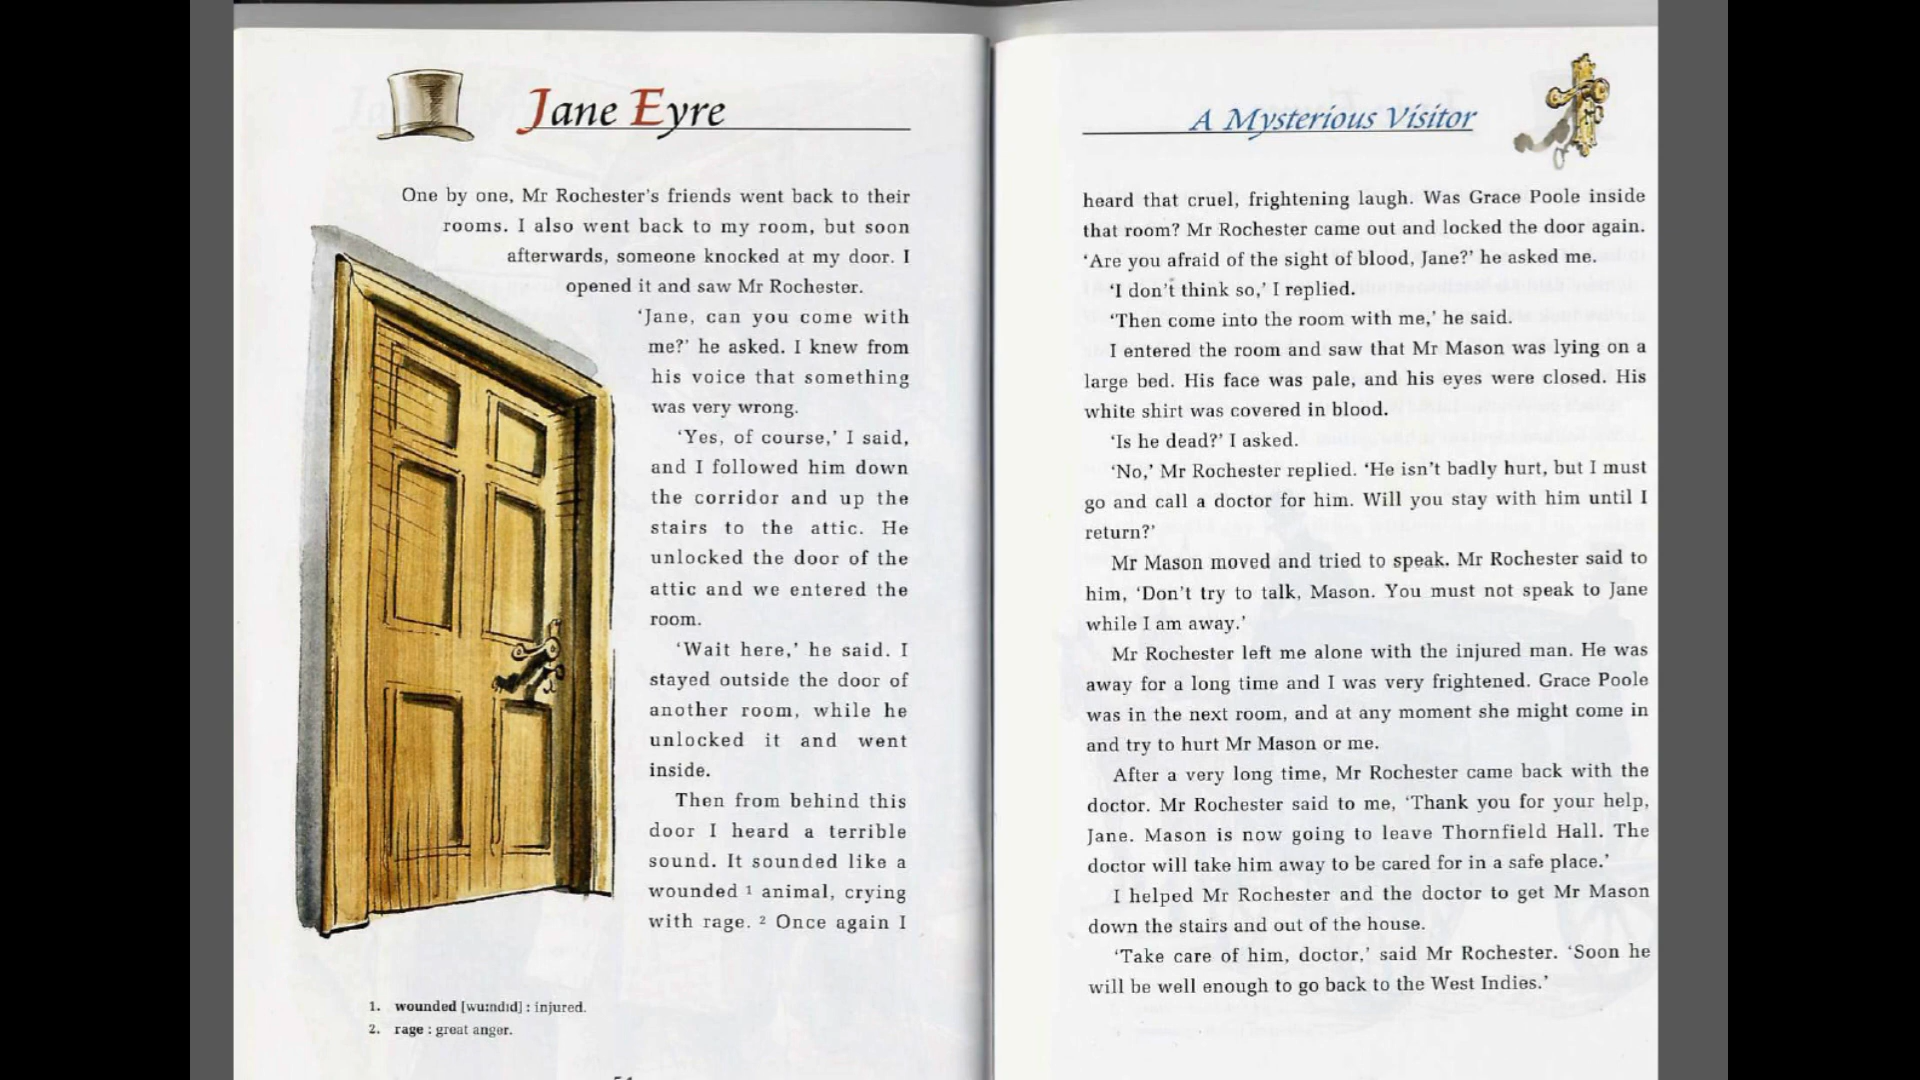 Jane Eyre
One by one, Mr Rochester's friends went back to their
rooms. I also went back to my room, but soon
afterwards, someone knocked at my door. I
opened it and saw Mr Rochester.
‘Jane, can you come with
me?’ he asked. I knew from
his voice that something
was very wrong.
‘Yes, of course,’ I said,
and I followed him down
the corridor and up the
stairs to the attic. He
unlocked the door of the
attic and we entered the
room.
‘Wait here,’ he said. I
stayed outside the door of
another room, while he
unlocked it and went
inside.
Then from behind this
door I heard a terrible
sound. It sounded like a
wounded 1 animal, crying
with rage. 2 Once again I
1. wounded [wuːndɪd] : injured.
2. rage : great anger.
A Mysterious Visitor
heard that cruel, frightening laugh. Was Grace Poole inside
that room? Mr Rochester came out and locked the door again.
‘Are you afraid of the sight of blood, Jane?’ he asked me.
‘I don't think so,’ I replied.
‘Then come into the room with me,’ he said.
I entered the room and saw that Mr Mason was lying on a
large bed. His face was pale, and his eyes were closed. His
white shirt was covered in blood.
‘Is he dead?’ I asked.
‘No,’ Mr Rochester replied. ‘He isn't badly hurt, but I must
go and call a doctor for him. Will you stay with him until I
return?’
Mr Mason moved and tried to speak. Mr Rochester said to
him, ‘Don't try to talk, Mason. You must not speak to Jane
while I am away.’
Mr Rochester left me alone with the injured man. He was
away for a long time and I was very frightened. Grace Poole
was in the next room, and at any moment she might come in
and try to hurt Mr Mason or me.
After a very long time, Mr Rochester came back with the
doctor. Mr Rochester said to me, ‘Thank you for your help,
Jane. Mason is now going to leave Thornfield Hall. The
doctor will take him away to be cared for in a safe place.’
I helped Mr Rochester and the doctor to get Mr Mason
down the stairs and out of the house.
‘Take care of him, doctor,’ said Mr Rochester. ‘Soon he
will be well enough to go back to the West Indies.’